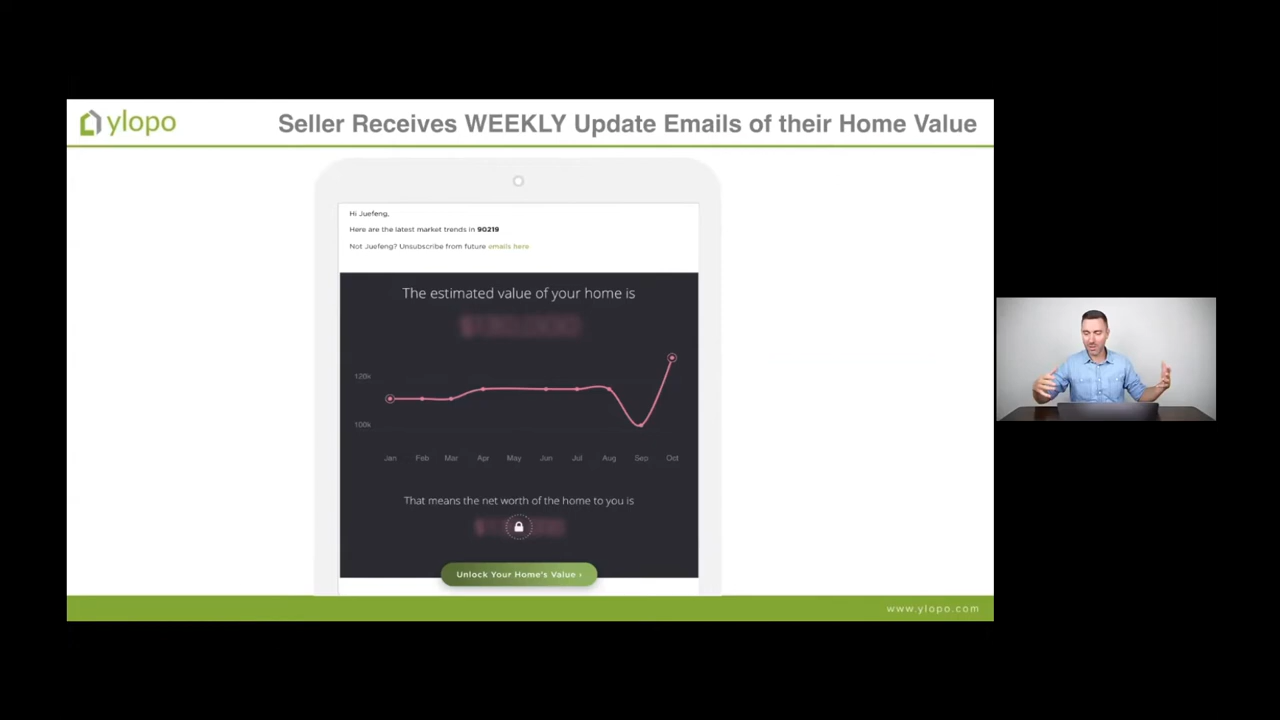 ylopo
Seller Receives WEEKLY Update Emails of their Home Value
Hi Juefeng,
Here are the latest market trends in 90219
Not Juefeng? Unsubscribe from future emails here
The estimated value of your home is
120k
100k
Jan Feb Mar Apr May Jun Jul Aug Sep Oct
That means the net worth of the home to you is
Unlock Your Home's Value ›
www.ylopo.com